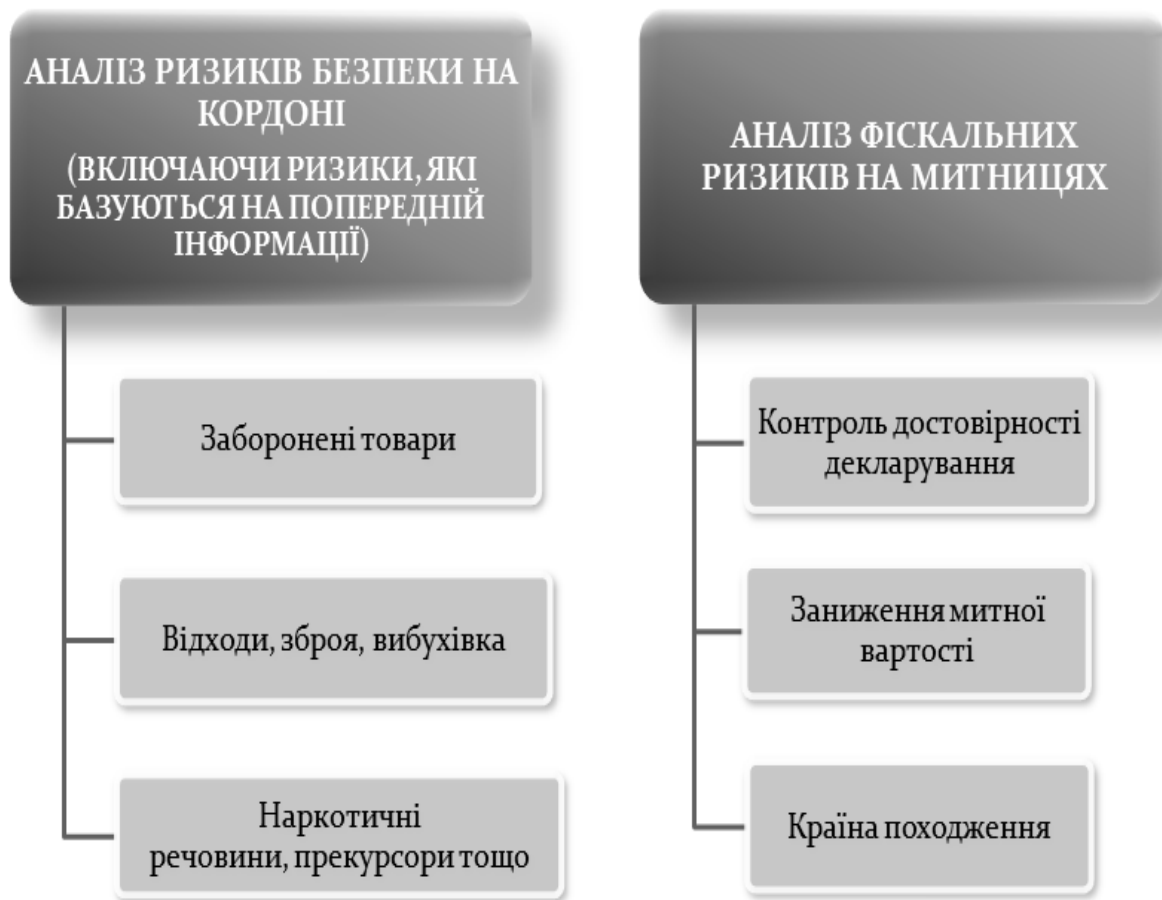 АНАЛІЗ РИЗИКІВ БЕЗПЕКИ НА
КОРДОНІ
(ВКЛЮЧАЮЧИ РИЗИКИ, ЯКІ
БАЗУЮТЬСЯ НА ПОПЕРЕДНІЙ
ІНФОРМАЦІЇ)
Заборонені товари
Відходи, зброя, вибухівка
Наркотичні
речовини, прекурсори тощо
АНАЛІЗ ФІСКАЛЬНИХ
РИЗИКІВ НА МИТНИЦЯХ
Контроль достовірності
декларування
Заниження митної
вартості
Країна походження